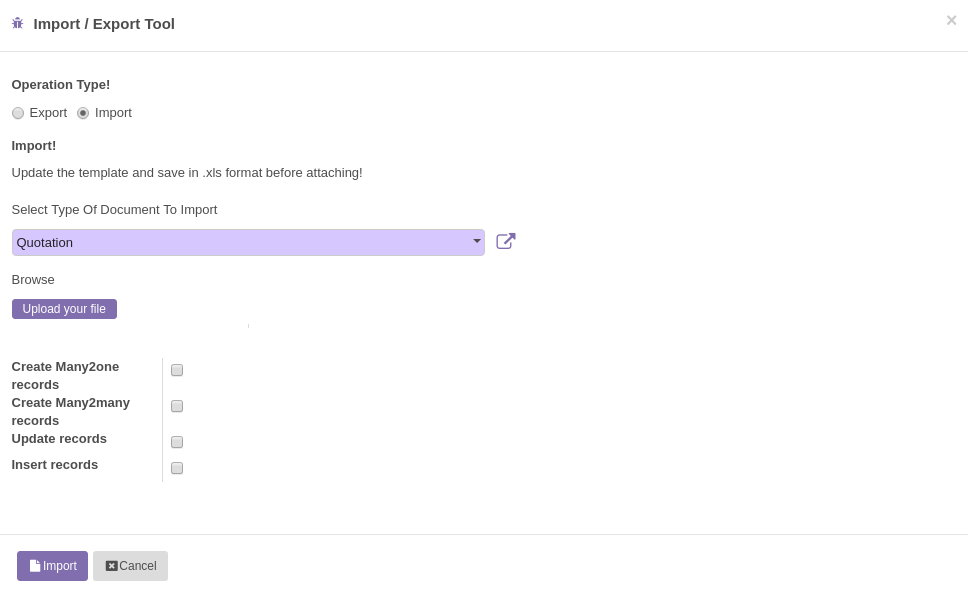 Import / Export Tool
×
Operation Type!
Export Import
Import!
Update the template and save in .xls format before attaching!
Select Type Of Document To Import
Quotation
Browse
Upload your file
Create Many2one
records
Create Many2many
records
Update records
Insert records
Import Cancel